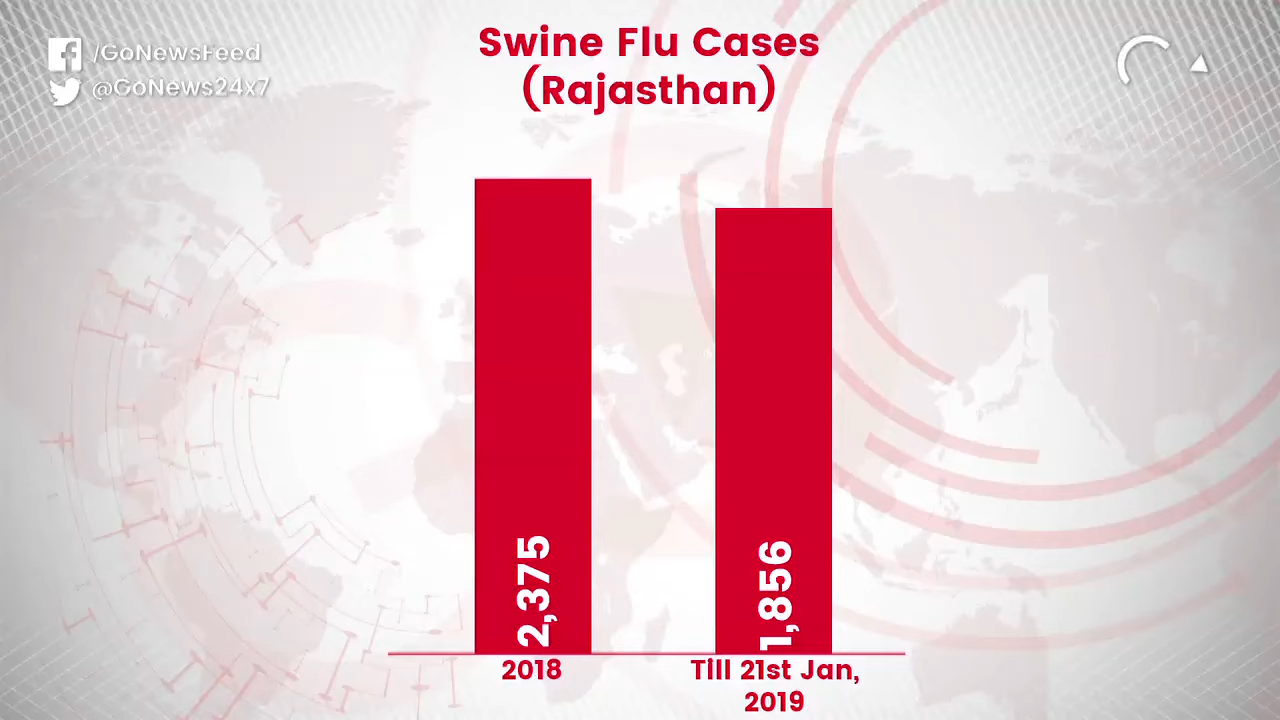 /GoNewsFeed
@GoNews24x7
Swine Flu Cases
(Rajasthan)
2,375
1,856
2018
Till 21st Jan,
2019